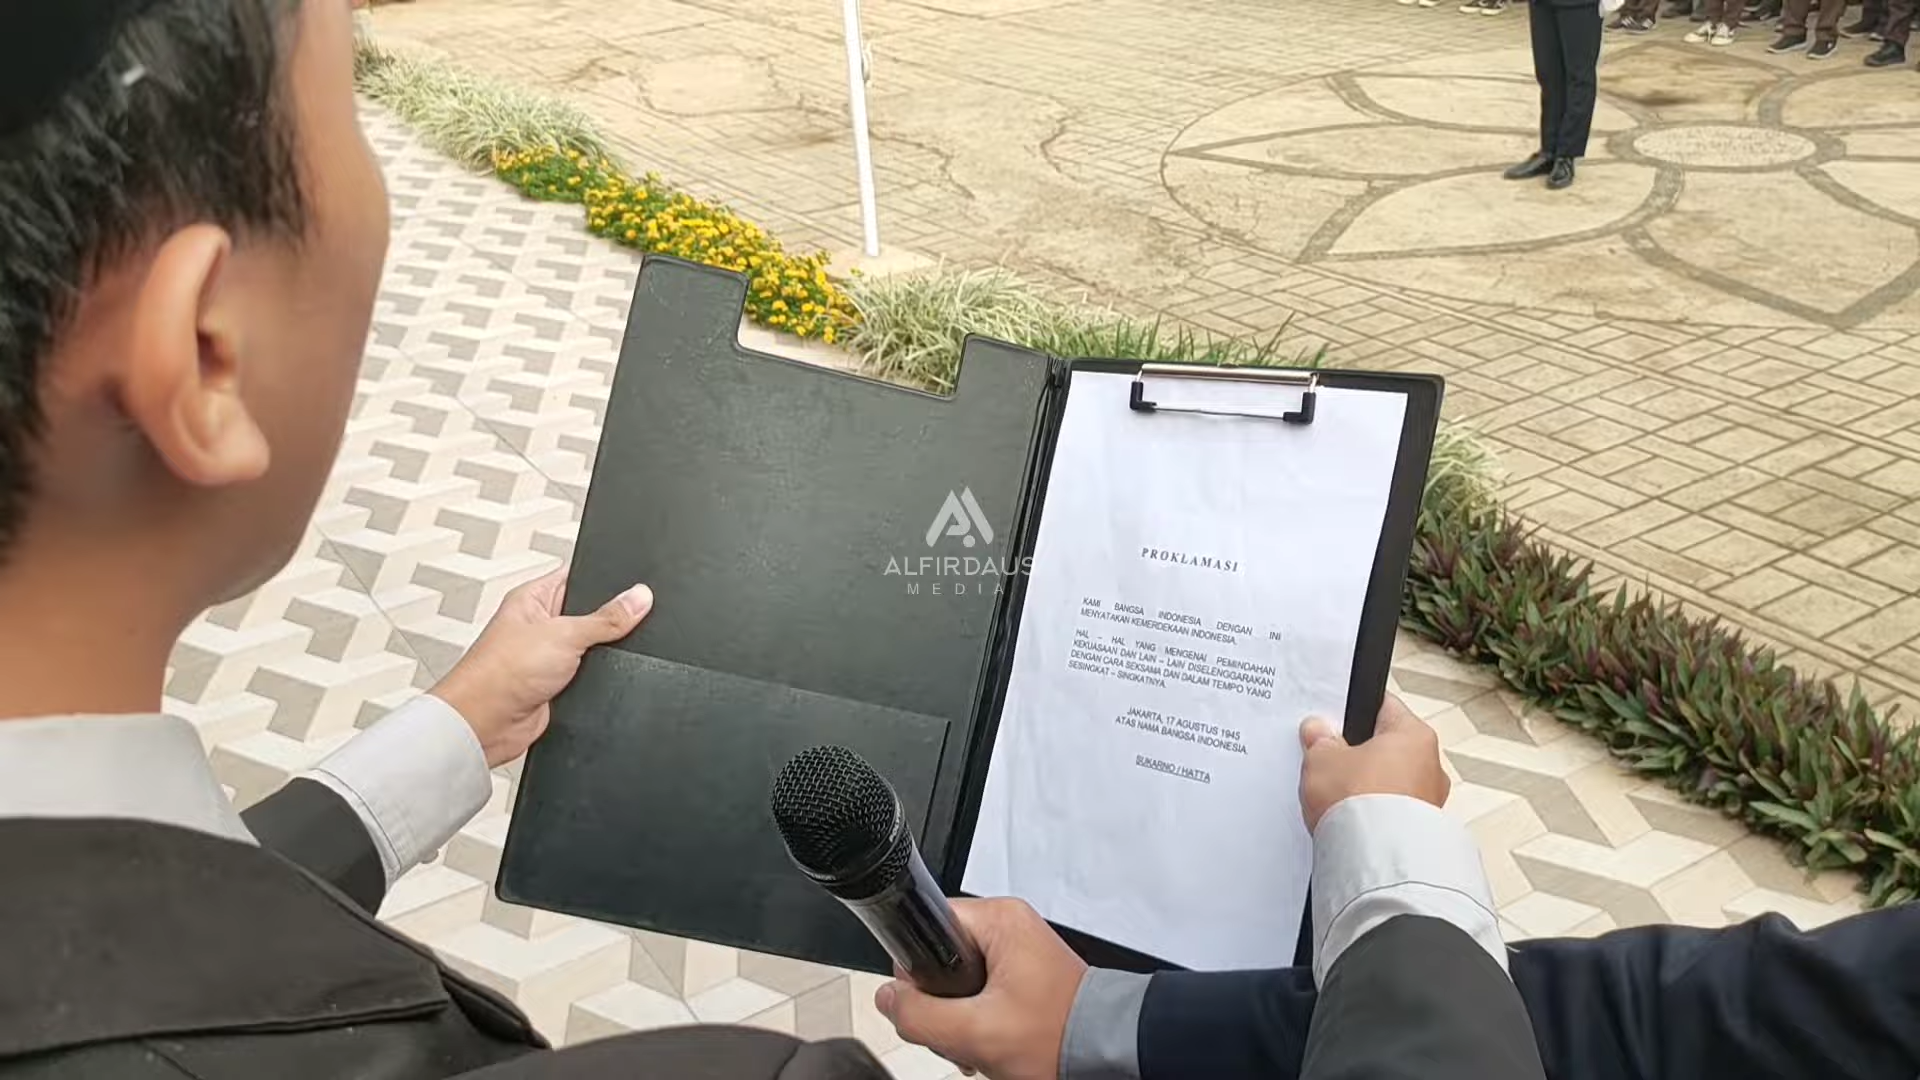 ALFIRDAUS
MEDIA
PROKLAMASI
KAMI BANGSA INDONESIA DENGAN INI
MENYATAKAN KEMERDEKAAN INDONESIA.
HAL – HAL YANG MENGENAI PEMINDAHAN
KEKUASAAN DAN LAIN – LAIN DISELENGGARAKAN
DENGAN CARA SEKSAMA DAN DALAM TEMPO YANG
SESINGKAT – SINGKATNYA.
JAKARTA, 17 AGUSTUS 1945
ATAS NAMA BANGSA INDONESIA.
SUKARNO / HATTA